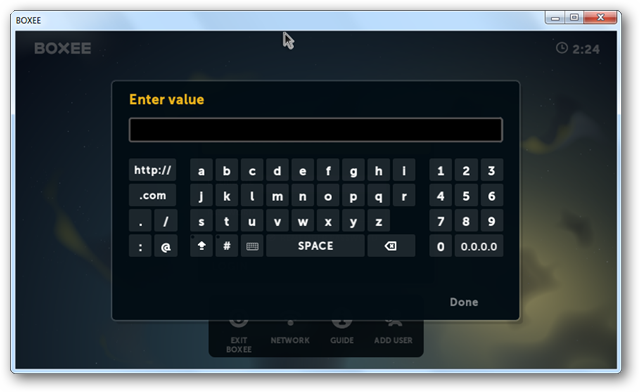 BOXEE
BOXEE 2:24
Enter value
http:// a b c d e f g h i 1 2 3
.com j k l m n o p q r 4 5 6
. / s t u v w x y z 7 8 9
: @ # SPACE 0 0.0.0.0
Done
EXIT BOXEE NETWORK GUIDE ADD USER